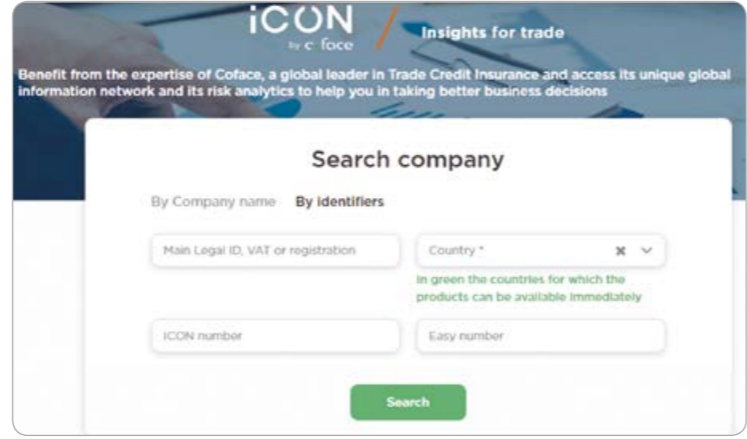 iCON
by coface
Insights for trade
Benefit from the expertise of Coface, a global leader in Trade Credit Insurance and access its unique global
information network and its risk analytics to help you in taking better business decisions
Search company
By Company name By identifiers
Main Legal ID, VAT or registration Country *
In green the countries for which the
products can be available immediately
ICON number Easy number
Search